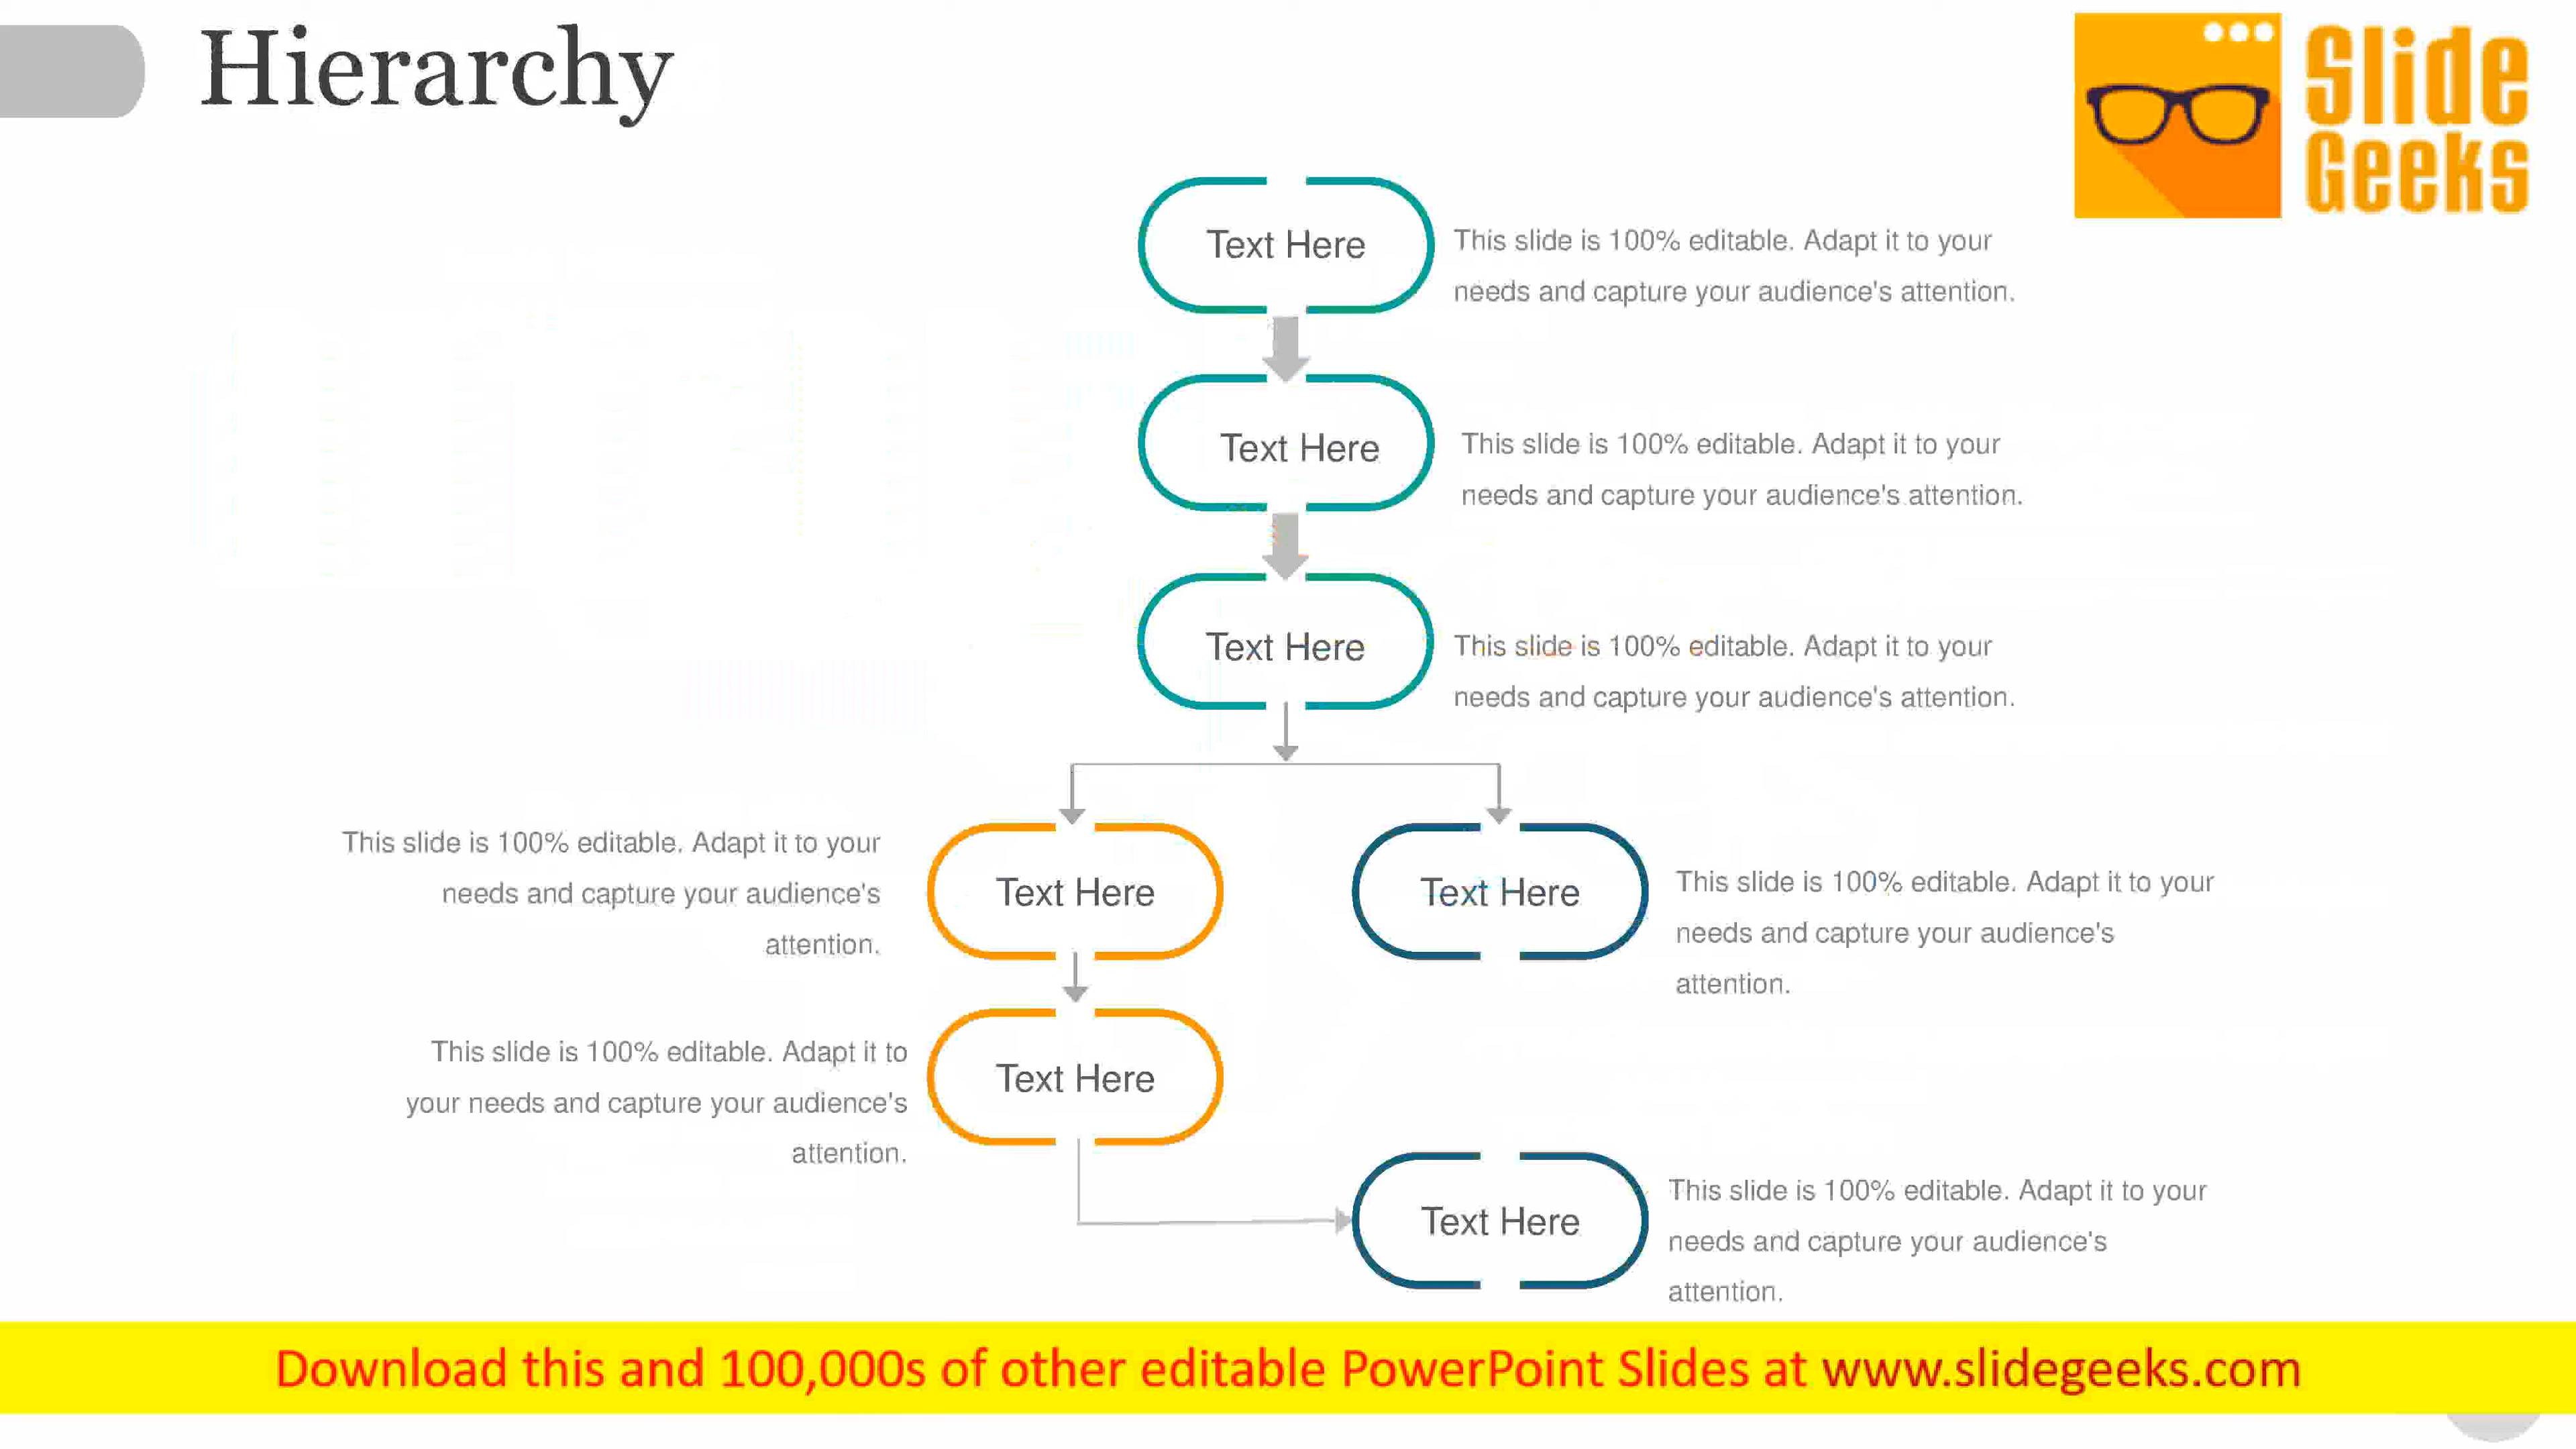 Hierarchy
Slide
Geeks
Text Here
This slide is 100% editable. Adapt it to your
needs and capture your audience's attention.
Text Here
This slide is 100% editable. Adapt it to your
needs and capture your audience's attention.
Text Here
This slide is 100% editable. Adapt it to your
needs and capture your audience's attention.
This slide is 100% editable. Adapt it to your
needs and capture your audience's
attention.
Text Here
Text Here
This slide is 100% editable. Adapt it to your
needs and capture your audience's
attention.
This slide is 100% editable. Adapt it to
your needs and capture your audience's
attention.
Text Here
Text Here
This slide is 100% editable. Adapt it to your
needs and capture your audience's
attention.
Download this and 100,000s of other editable PowerPoint Slides at www.slidegeeks.com